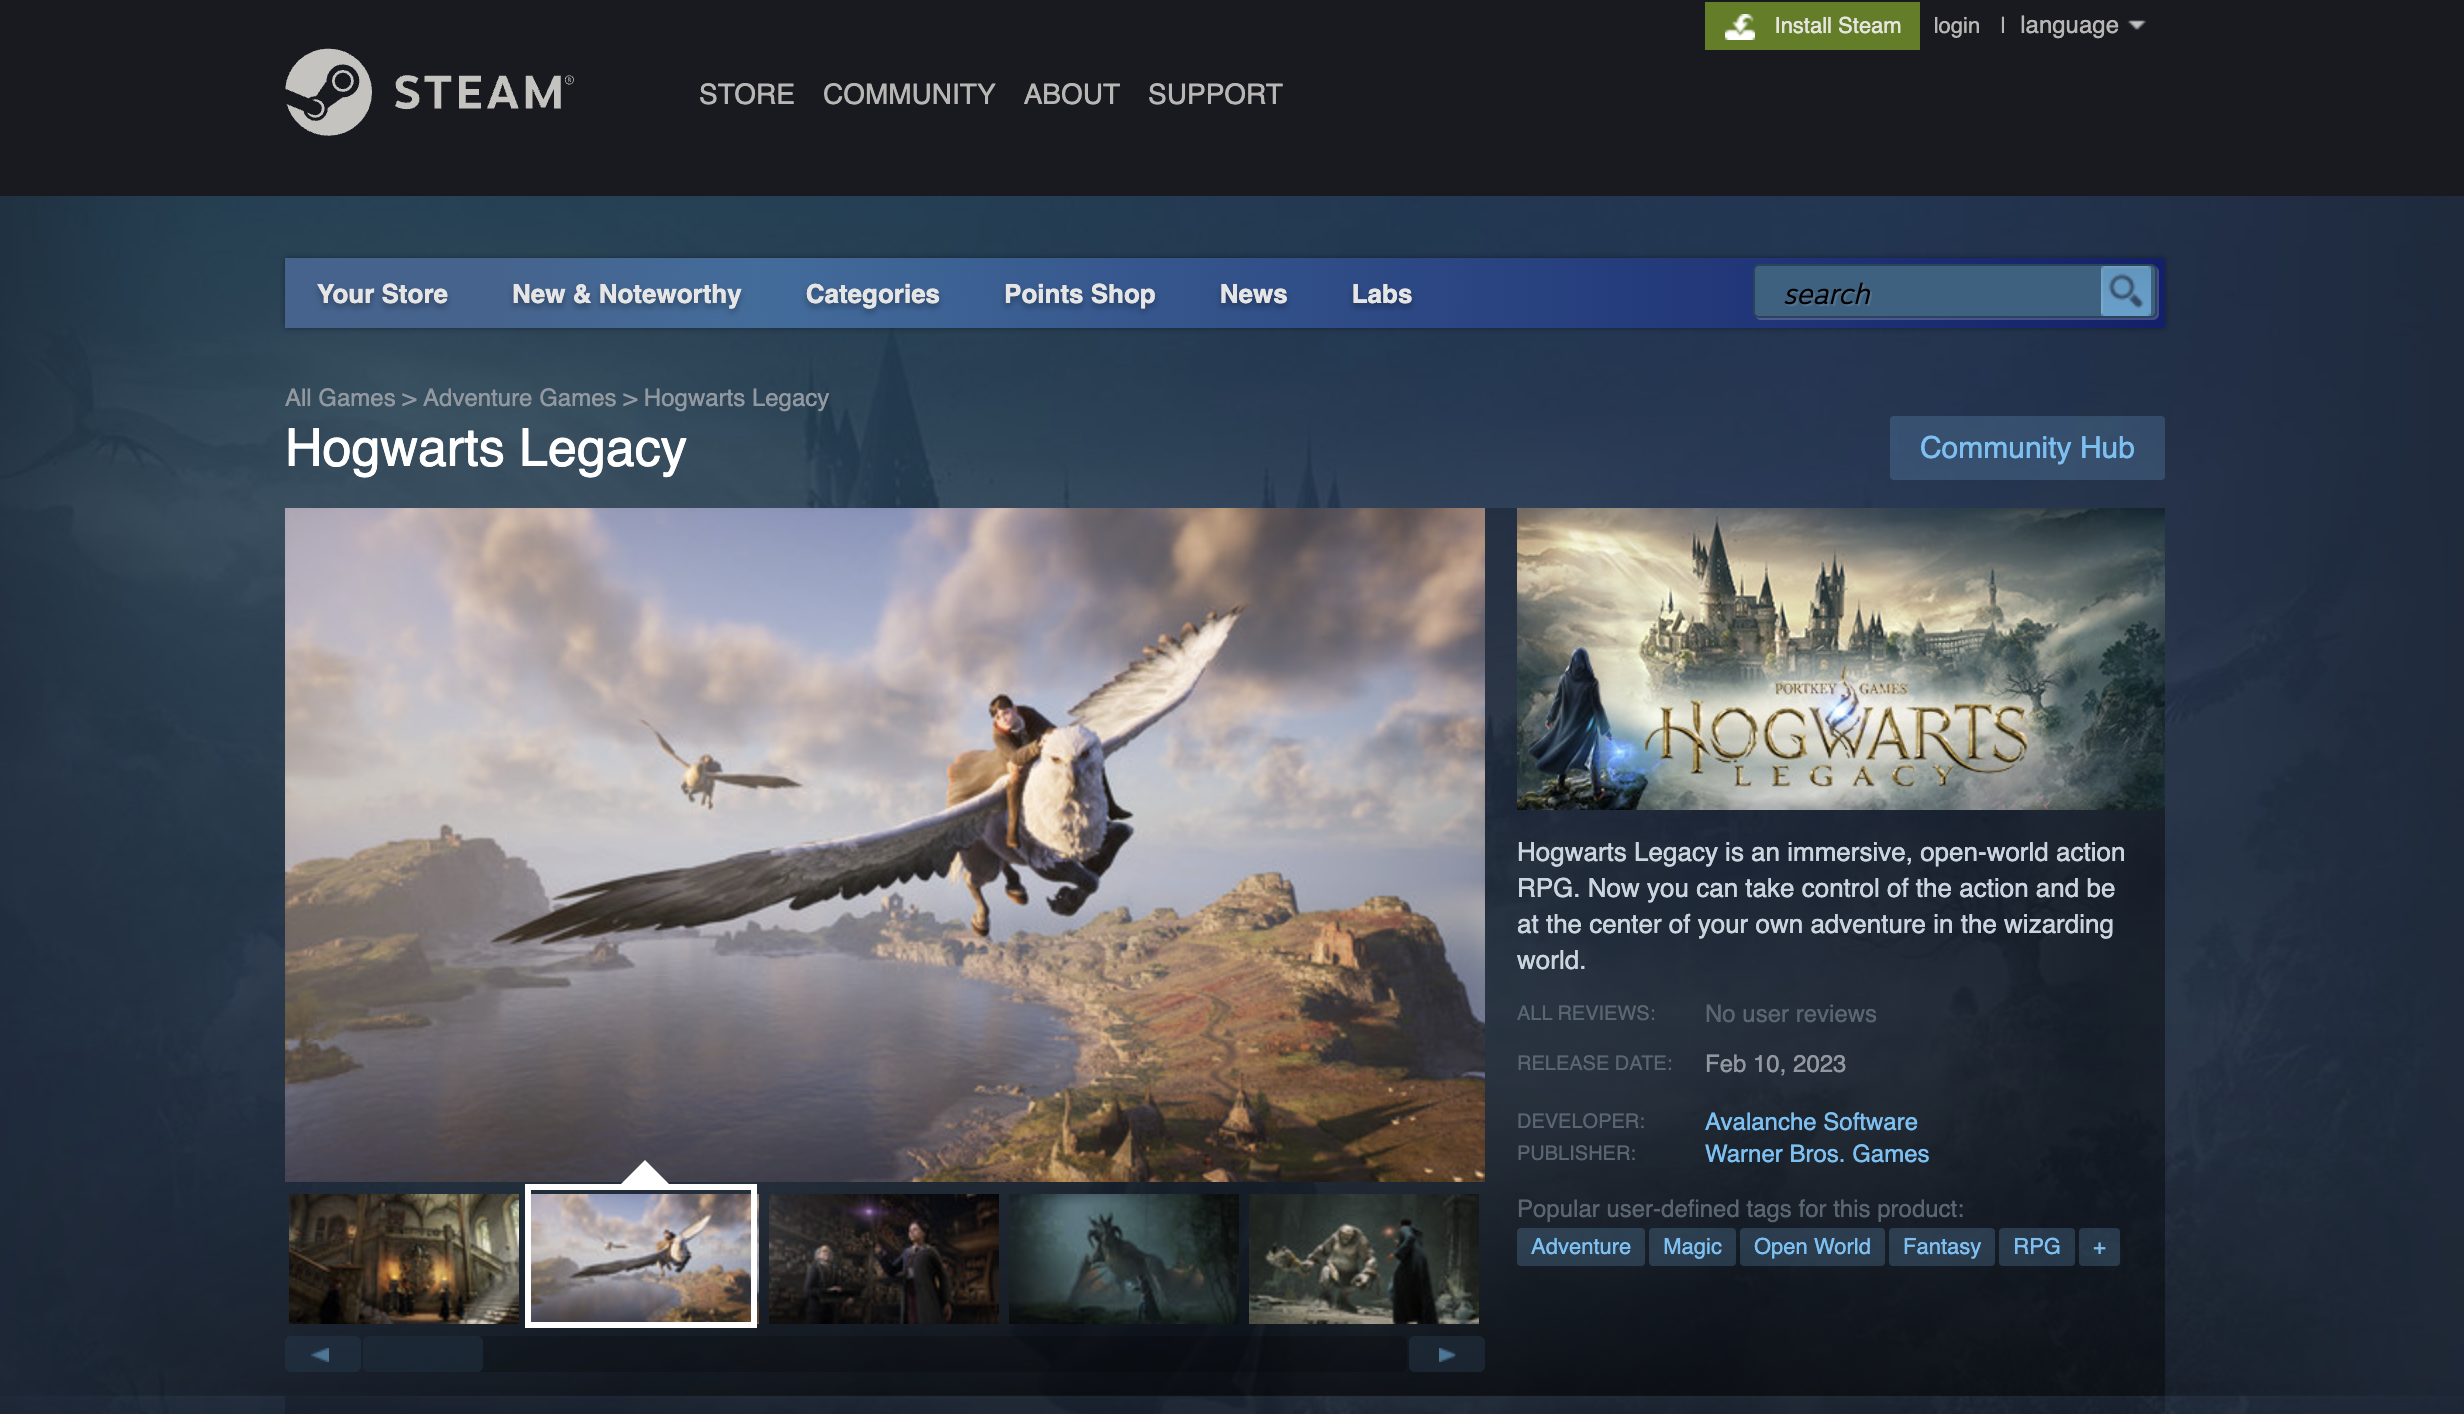 Install Steam
login | language
STEAM®
STORE COMMUNITY ABOUT SUPPORT
Your Store New & Noteworthy Categories Points Shop News Labs
search
All Games > Adventure Games > Hogwarts Legacy
Hogwarts Legacy
Community Hub
PORTKEY GAMES
HOGWARTS
LEGACY
Hogwarts Legacy is an immersive, open-world action
RPG. Now you can take control of the action and be
at the center of your own adventure in the wizarding
world.
ALL REVIEWS: No user reviews
RELEASE DATE: Feb 10, 2023
DEVELOPER: Avalanche Software
PUBLISHER: Warner Bros. Games
Popular user-defined tags for this product:
Adventure Magic Open World Fantasy RPG +